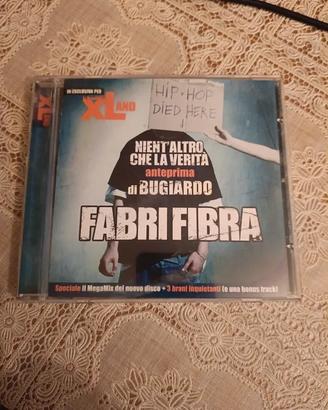 IN ESCLUSIVA PER
XL AND
HIP·HOP
DIED HERE
!
NIENT'ALTRO
CHE LA VERITÀ
anteprima
di BUGIARDO
FABRI FIBRA
Speciale il MegaMix del nuovo disco + 3 brani inquietanti (e una bonus track)